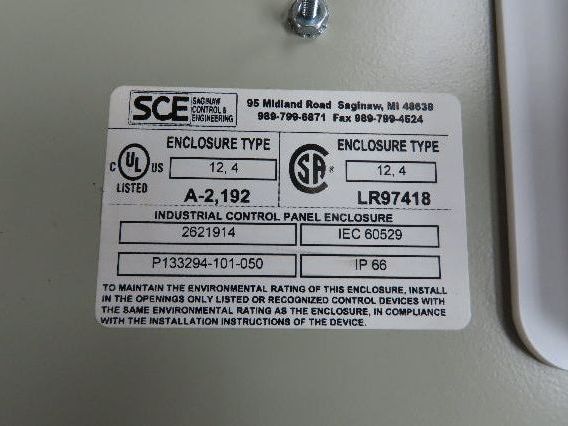 SCE SAGINAW CONTROL & ENGINEERING
95 Midland Road Saginaw, MI 48638
989-799-6871 Fax 989-799-4524
ENCLOSURE TYPE
12, 4
C UL US
LISTED
A-2,192
ENCLOSURE TYPE
12, 4
SA ®
LR97418
INDUSTRIAL CONTROL PANEL ENCLOSURE
2621914 IEC 60529
P133294-101-050 IP 66
TO MAINTAIN THE ENVIRONMENTAL RATING OF THIS ENCLOSURE, INSTALL
IN THE OPENINGS ONLY LISTED OR RECOGNIZED CONTROL DEVICES WITH
THE SAME ENVIRONMENTAL RATING AS THE ENCLOSURE, IN COMPLIANCE
WITH THE INSTALLATION INSTRUCTIONS OF THE DEVICE.